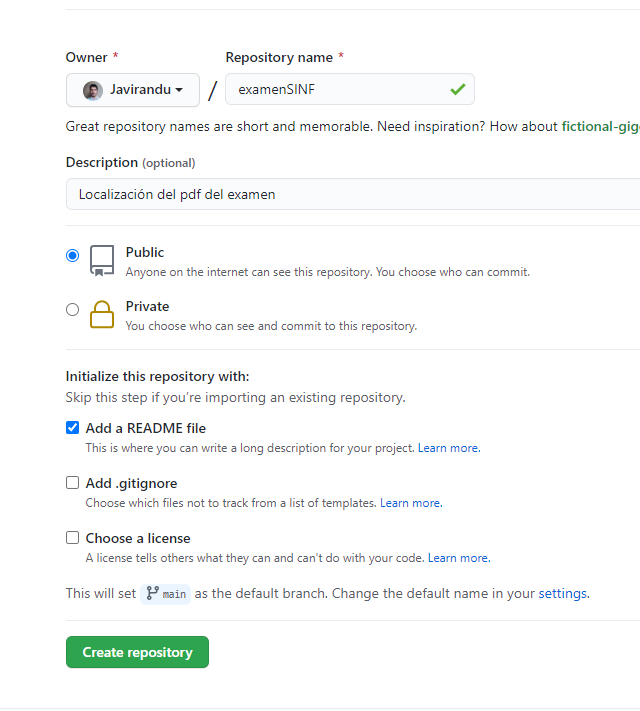 Owner * Repository name *
Javirandu / examenSINF
Great repository names are short and memorable. Need inspiration? How about fictional-gig
Description (optional)
Localización del pdf del examen
Public
Anyone on the internet can see this repository. You choose who can commit.
Private
You choose who can see and commit to this repository.
Initialize this repository with:
Skip this step if you're importing an existing repository.
Add a README file
This is where you can write a long description for your project. Learn more.
Add .gitignore
Choose which files not to track from a list of templates. Learn more.
Choose a license
A license tells others what they can and can't do with your code. Learn more.
This will set main as the default branch. Change the default name in your settings.
Create repository